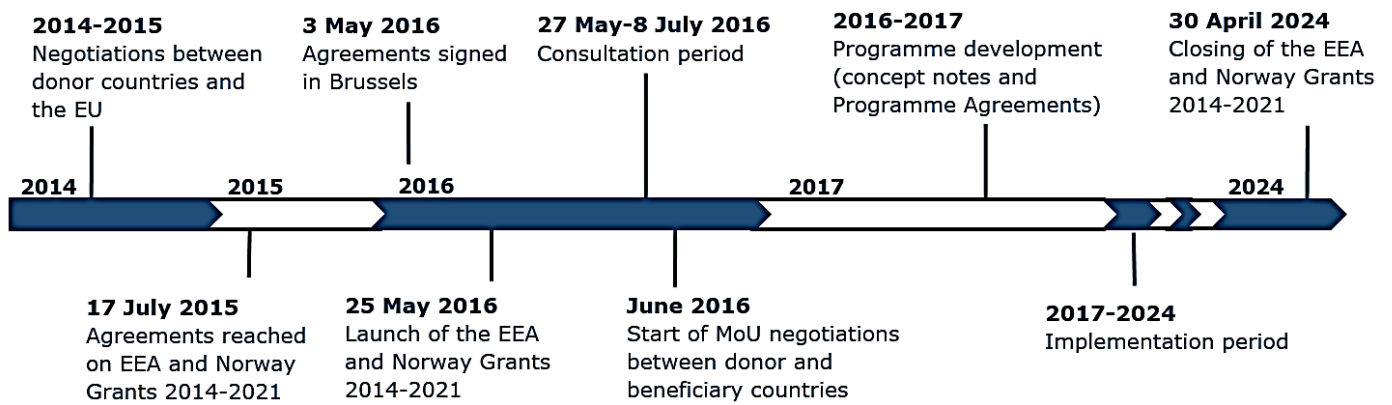 2014-2015
Negotiations between
donor countries and
the EU
3 May 2016
Agreements signed
in Brussels
27 May-8 July 2016
Consultation period
2016-2017
Programme development
(concept notes and
Programme Agreements)
30 April 2024
Closing of the EEA
and Norway Grants
2014-2021
2014
2015
2016
2017
2024
17 July 2015
Agreements reached
on EEA and Norway
Grants 2014-2021
25 May 2016
Launch of the EEA
and Norway Grants
2014-2021
June 2016
Start of MoU negotiations
between donor and
beneficiary countries
2017-2024
Implementation period